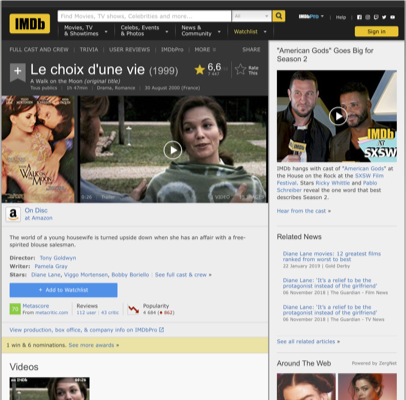 IMDb
Find Movies, TV shows, Celebrities and more...
All
Movies, TV
& Showtimes
Celebs, Events
& Photos
News &
Community
Watchlist
IMDbPro
Help
Sign in
FULL CAST AND CREW | TRIVIA | USER REVIEWS | IMDbPro | MORE
SHARE
Le choix d'une vie (1999)
A Walk on the Moon (original title)
Tous publics | 1h 47min | Drama, Romance | 30 August 2000 (France)
6,6
Rate
This
On Disc
at Amazon
The world of a young housewife is turned upside down when she has an affair with a free-
spirited blouse salesman.
Director: Tony Goldwyn
Writer: Pamela Gray
Stars: Diane Lane, Viggo Mortensen, Bobby Boriello | See full cast & crew »
+ Add to Watchlist
Metascore
From metacritic.com
Reviews
112 user | 43 critic
Popularity
View production, box office, & company info on IMDbPro
1 win & 6 nominations. See more awards »
Videos
"American Gods" Goes Big for
Season 2
IMDb
SXSW
IMDb hangs with cast of "American Gods"
at the House on the Rock at the SXSW Film
Festival. Stars Ricky Whittle and Pablo
Schreiber reveal the one word that best
describes Season 2.
Hear from the cast »
Related News
Diane Lane movies: 12 greatest films
ranked from worst to best
22 January 2019 | Gold Derby
Diane Lane: 'It's a relief to be the
protagonist instead of the girlfriend'
06 November 2018 | The Guardian - Film News
Diane Lane: 'It's a relief to be the
protagonist instead of the girlfriend'
06 November 2018 | The Guardian - TV News
See all related articles »
Around The Web | Powered by ZergNet